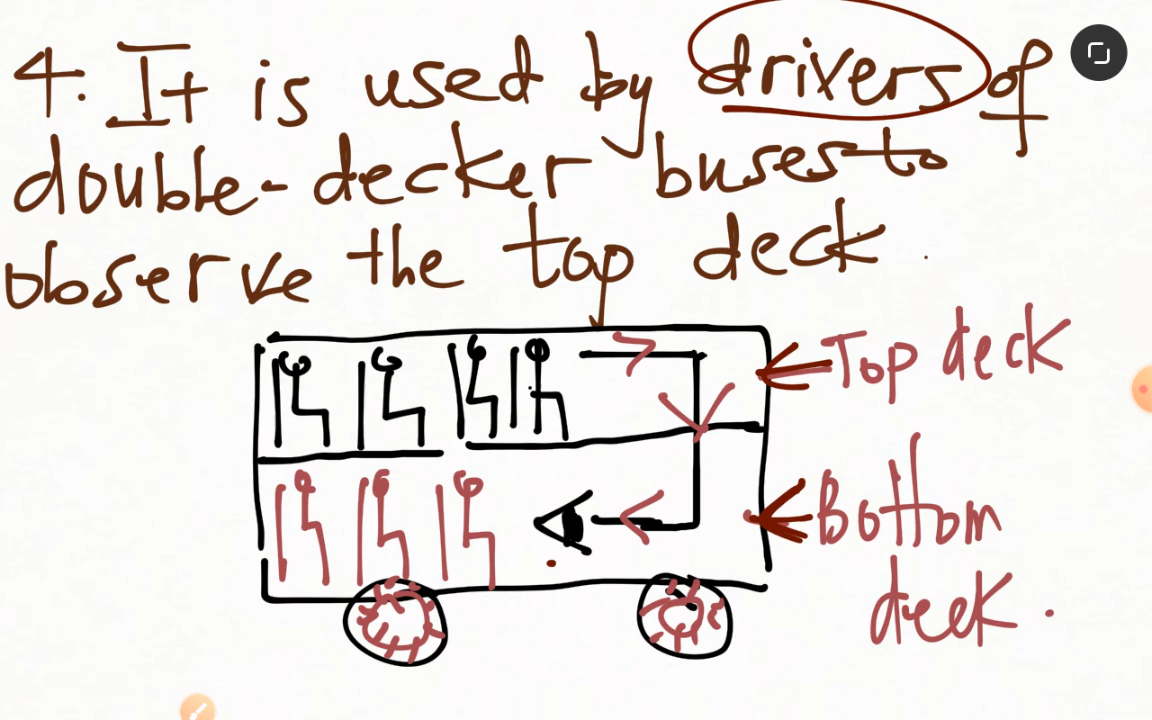 4. It is used by drivers of
double-decker buses to
observe the top deck.
Top deck
Bottom
deck.